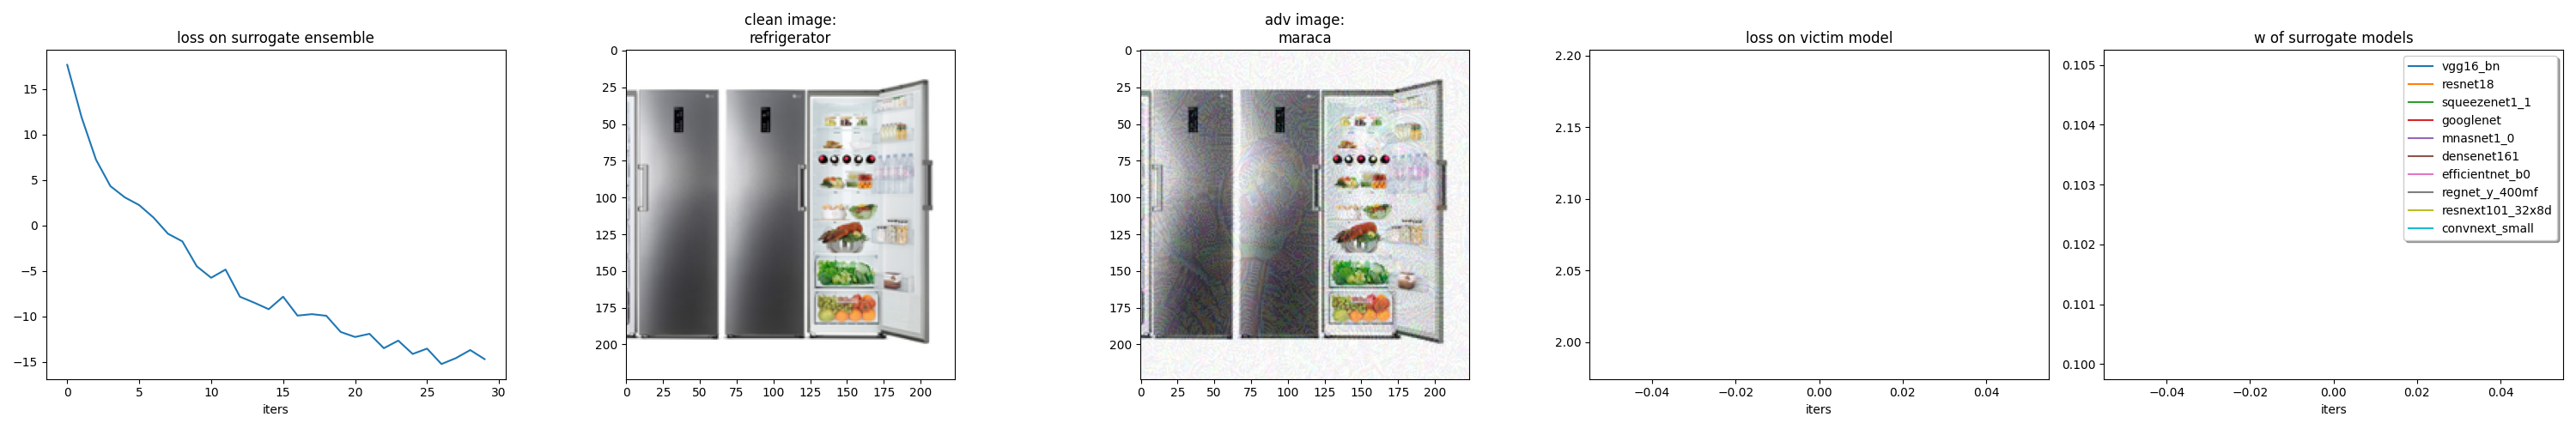 loss on surrogate ensemble
15
10
5
0
−5
−10
−15
0 5 10 15 20 25 30
iters
clean image:
refrigerator
0
25
50
75
100
125
150
175
200
0 25 50 75 100 125 150 175 200
adv image:
maraca
0
25
50
75
100
125
150
175
200
0 25 50 75 100 125 150 175 200
loss on victim model
2.20
2.15
2.10
2.05
2.00
−0.04 −0.02 0.00 0.02 0.04
iters
w of surrogate models
0.105
0.104
0.103
0.102
0.101
0.100
vgg16_bn
resnet18
squeezenet1_1
googlenet
mnasnet1_0
densenet161
efficientnet_b0
regnet_y_400mf
resnext101_32x8d
convnext_small
−0.04 −0.02 0.00 0.02 0.04
iters